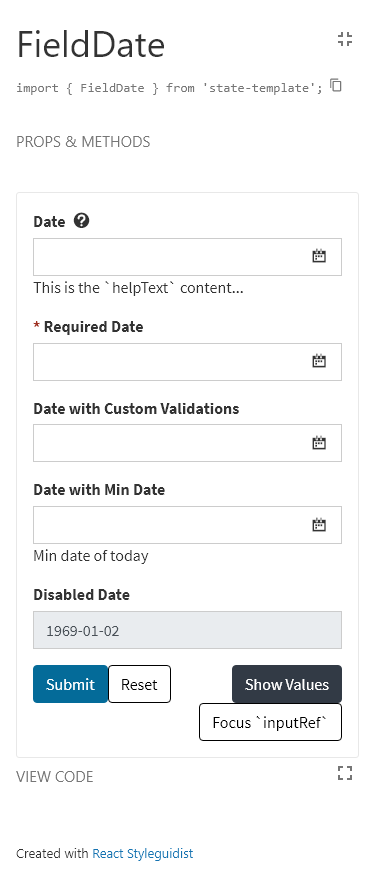 FieldDate
import { FieldDate } from 'state-template';
PROPS & METHODS
Date
This is the `helpText` content...
* Required Date
Date with Custom Validations
Date with Min Date
Min date of today
Disabled Date
1969-01-02
Submit Reset Show Values
Focus `inputRef`
VIEW CODE
Created with React Styleguidist